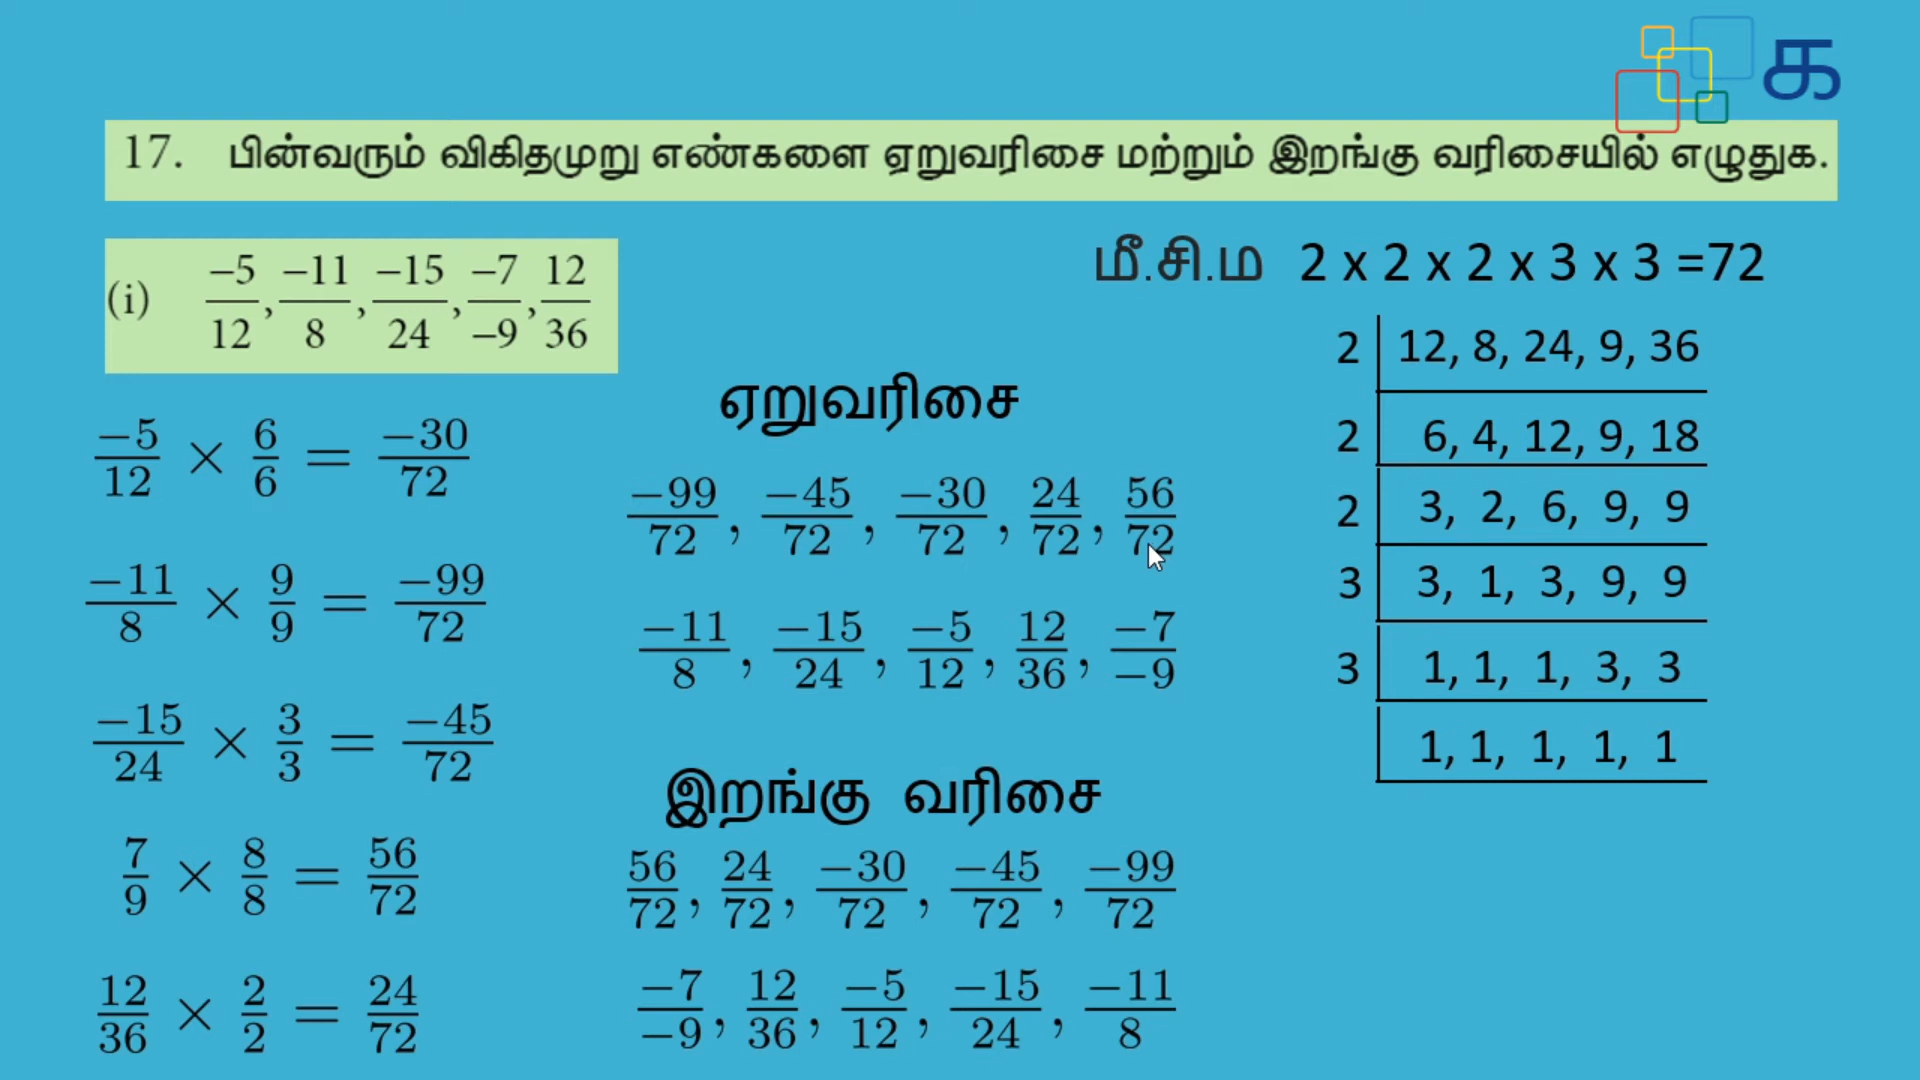 க
17. பின்வரும் விகிதமுறு எண்களை ஏறுவரிசை மற்றும் இறங்கு வரிசையில் எழுதுக.
(i) −5/12, −11/8, −15/24, −7/−9, 12/36
−5/12 × 6/6 = −30/72
−11/8 × 9/9 = −99/72
−15/24 × 3/3 = −45/72
7/9 × 8/8 = 56/72
12/36 × 2/2 = 24/72
ஏறுவரிசை
−99/72, −45/72, −30/72, 24/72, 56/72
−11/8, −15/24, −5/12, 12/36, −7/−9
இறங்கு வரிசை
56/72, 24/72, −30/72, −45/72, −99/72
−7/−9, 12/36, −5/12, −15/24, −11/8
மீ.சி.ம 2 x 2 x 2 x 3 x 3 =72
2 | 12, 8, 24, 9, 36
2 | 6, 4, 12, 9, 18
2 | 3, 2, 6, 9, 9
3 | 3, 1, 3, 9, 9
3 | 1, 1, 1, 3, 3
| 1, 1, 1, 1, 1